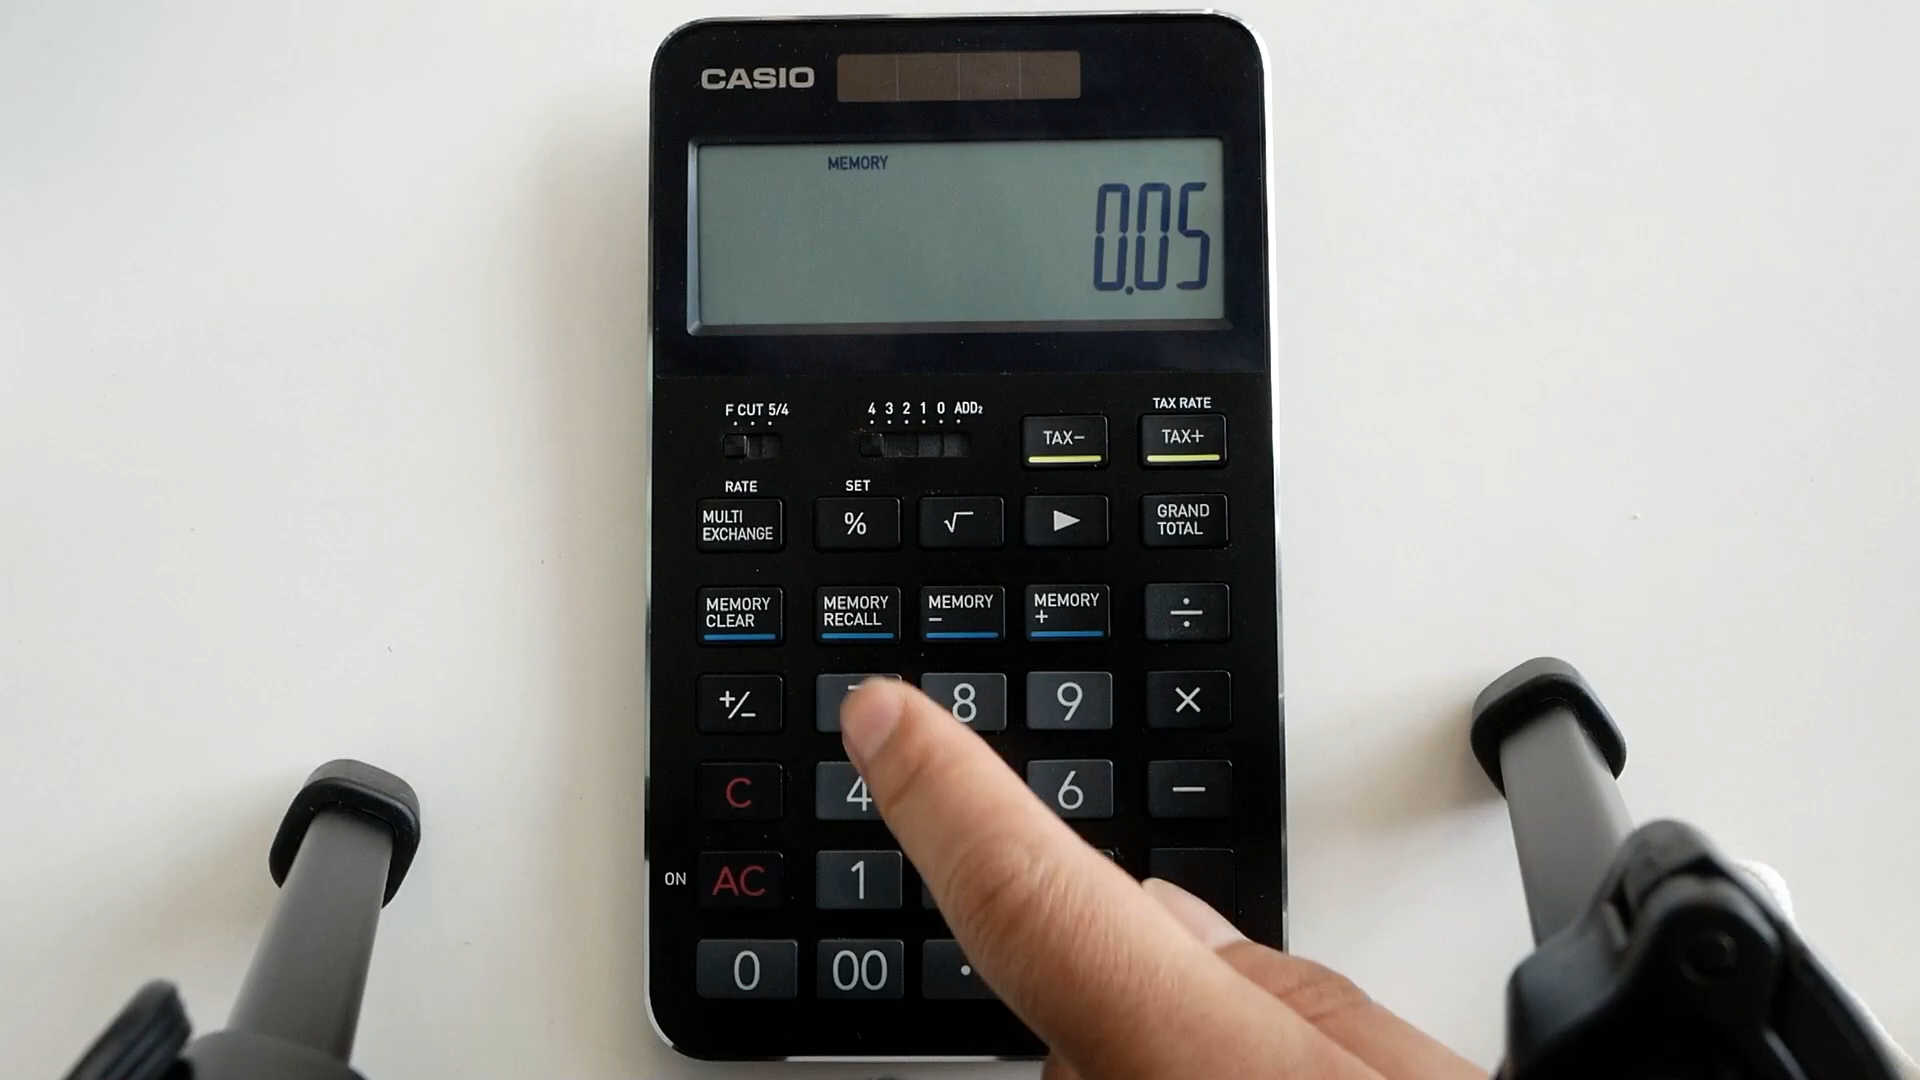 CASIO
MEMORY
0.05
F CUT 5/4
4 3 2 1 0 ADD₂
TAX RATE
TAX−
TAX+
RATE
SET
MULTI
EXCHANGE
%
√
▶
GRAND
TOTAL
MEMORY
CLEAR
MEMORY
RECALL
MEMORY
−
MEMORY
+
÷
+/−
8
9
×
C
4
6
−
ON
AC
1
0
00
.